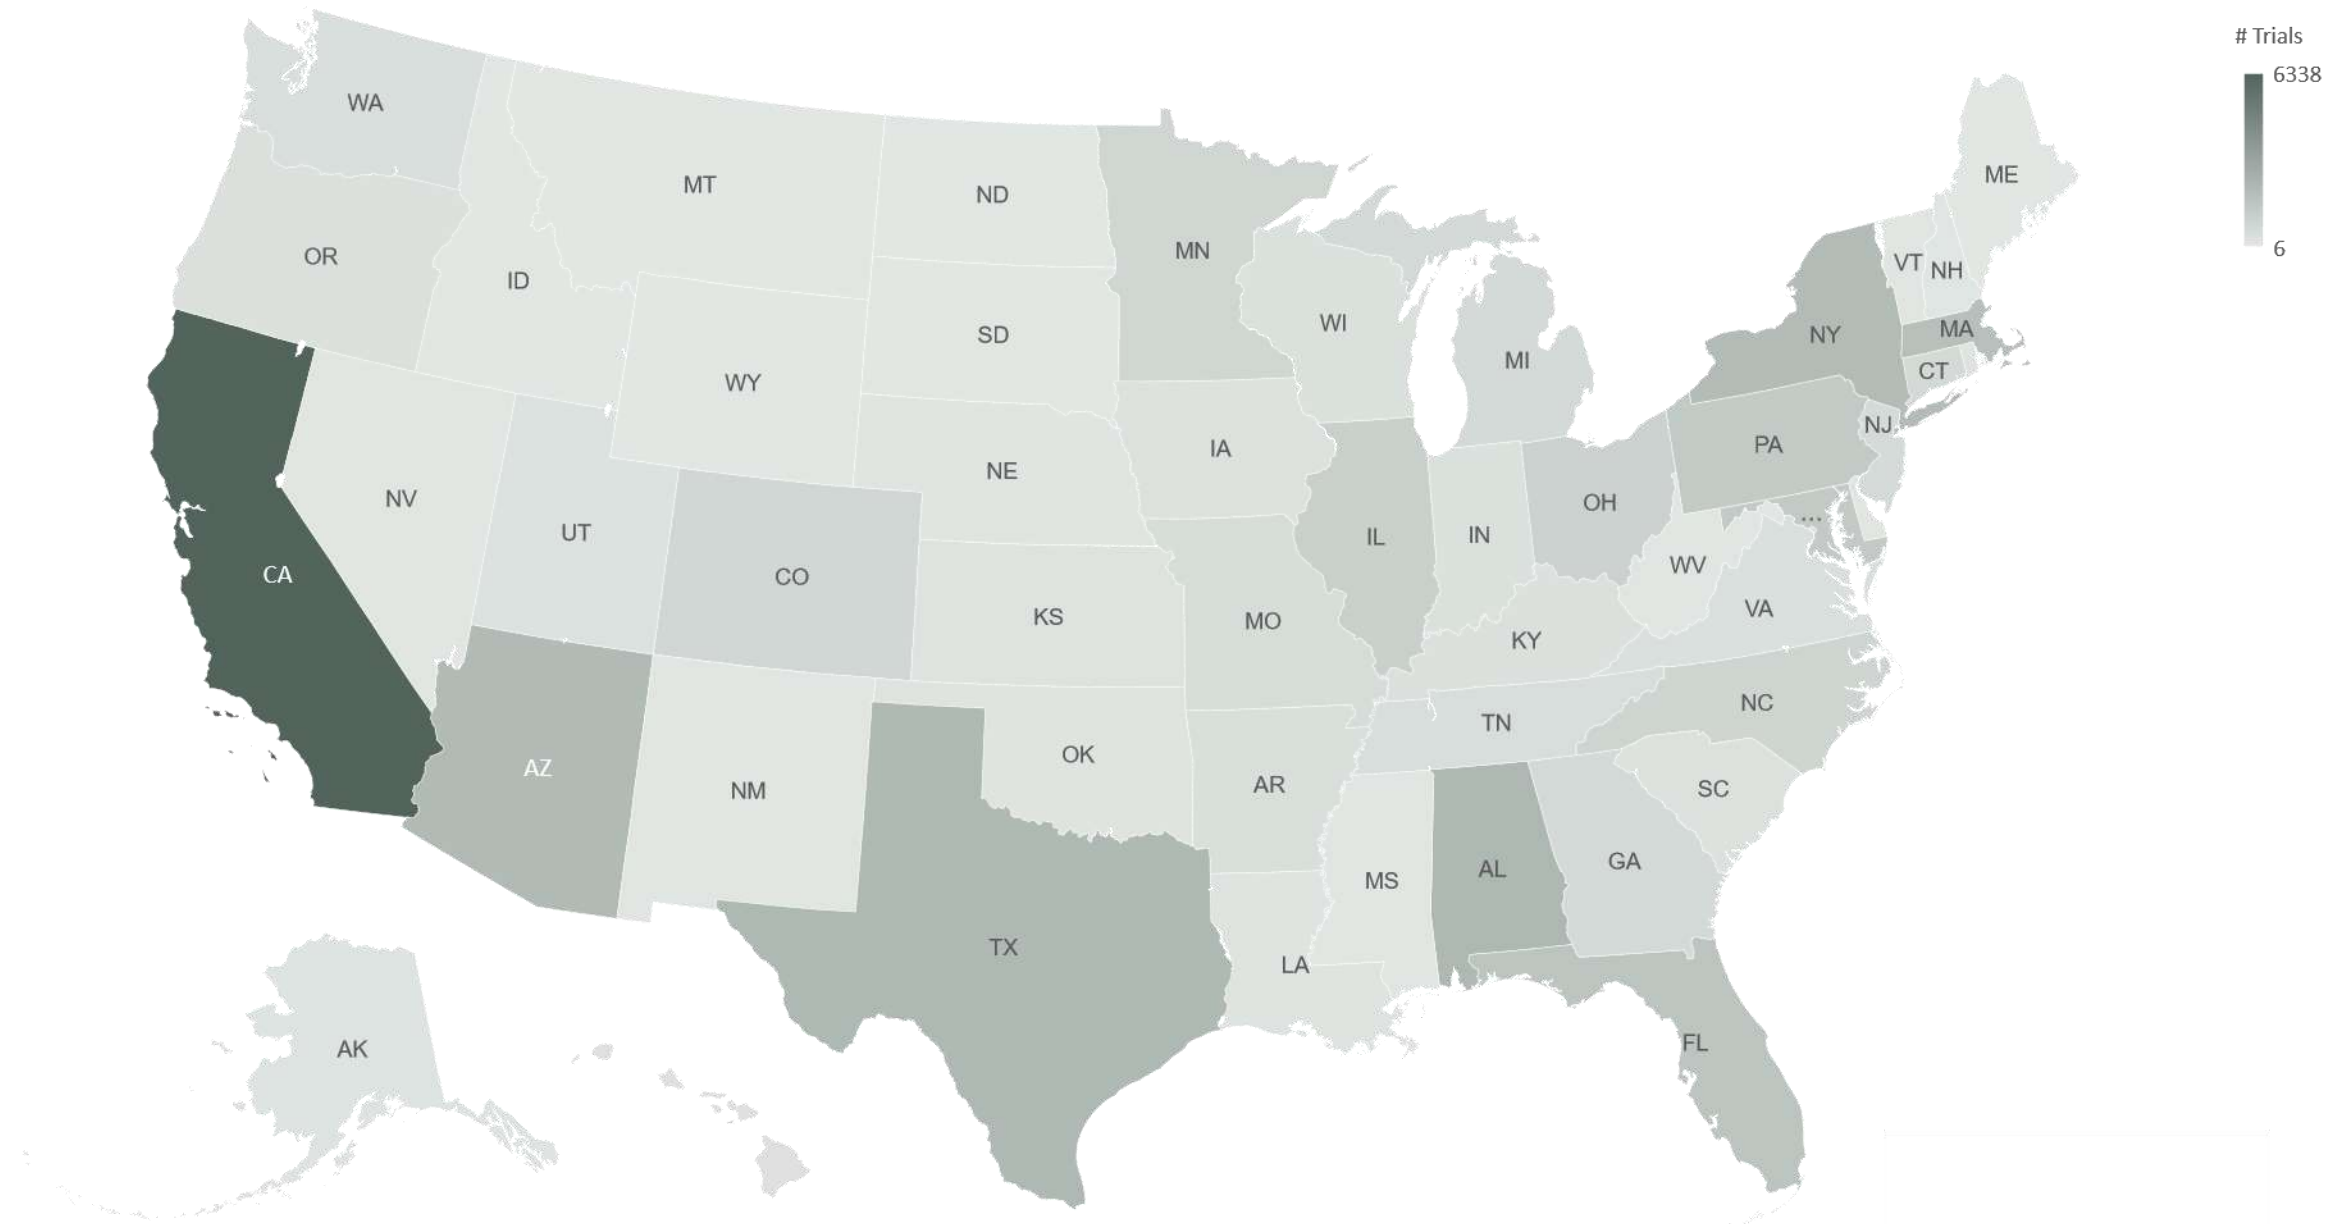 # Trials
6338
6
WA
MT
ND
MN
ME
OR
ID
SD
WI
MI
VT
NH
NY
MA
CT
WY
NV
UT
CO
NE
IA
IL
IN
OH
PA
NJ
...
CA
KS
MO
WV
VA
KY
AZ
NM
OK
AR
TN
NC
SC
TX
LA
MS
AL
GA
FL
AK